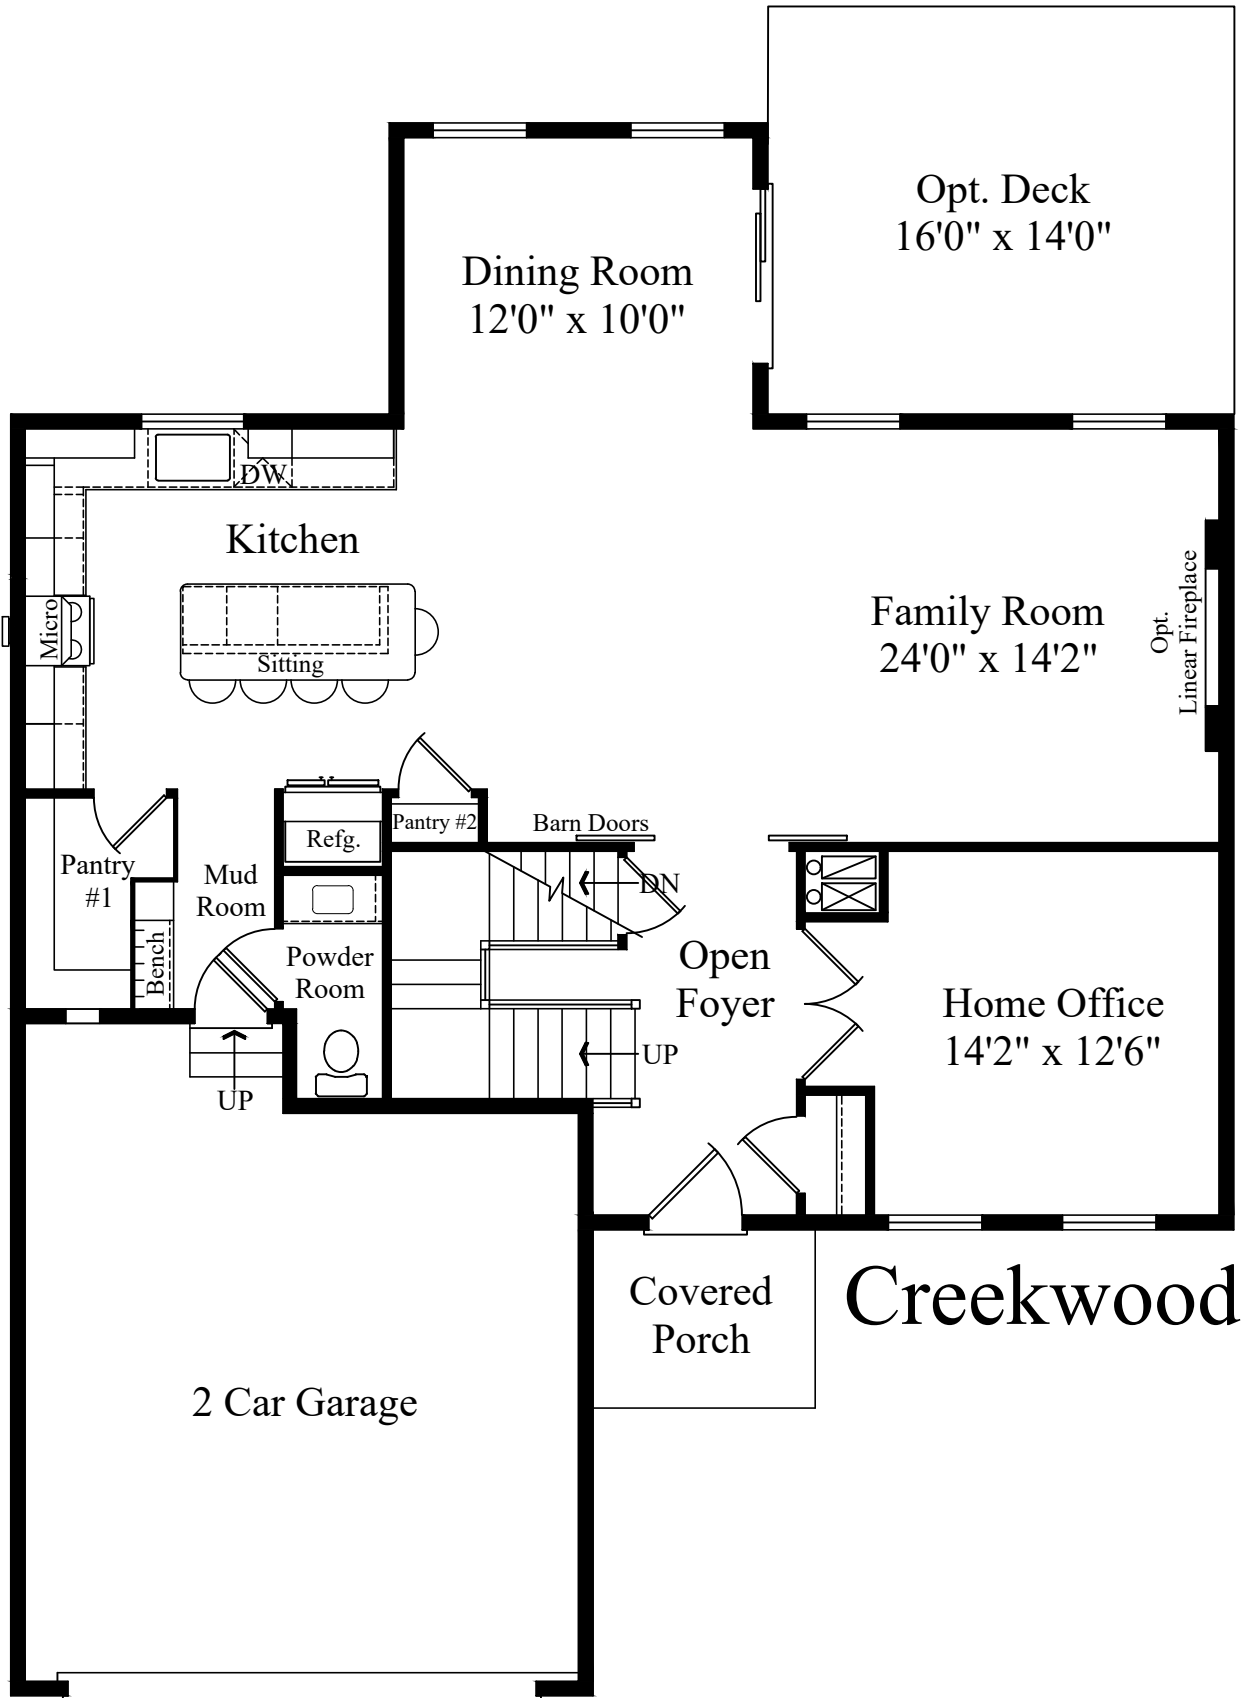 Opt. Deck
16'0" x 14'0"
Dining Room
12'0" x 10'0"
DW
Kitchen
Micro
Sitting
Family Room
24'0" x 14'2"
Opt.
Linear Fireplace
Refg.
Pantry #2
Barn Doors
Pantry
#1
Mud
Room
Bench
Powder
Room
DN
Open
Foyer
UP
UP
Home Office
14'2" x 12'6"
Covered
Porch
Creekwood
2 Car Garage